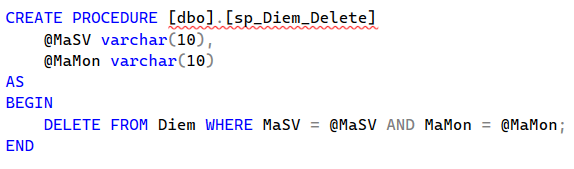 CREATE PROCEDURE [dbo].[sp_Diem_Delete]
    @MaSV varchar(10),
    @MaMon varchar(10)
AS
BEGIN
    DELETE FROM Diem WHERE MaSV = @MaSV AND MaMon = @MaMon;
END